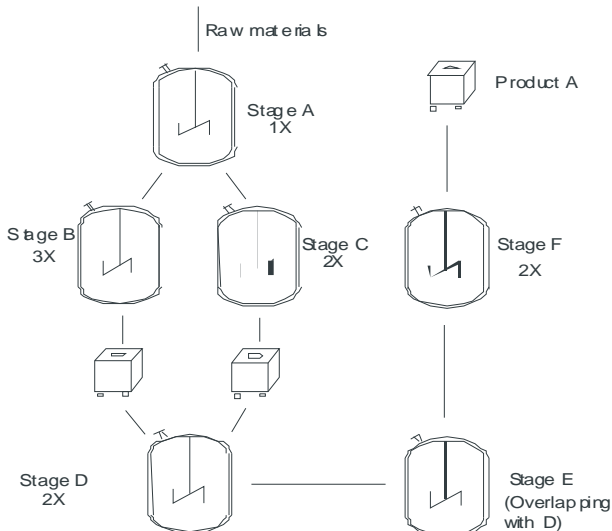 Raw materials
Product A
Stage A
1X
Stage B
3X
Stage C
2X
Stage F
2X
Stage D
2X
Stage E
(Overlapping
with D)